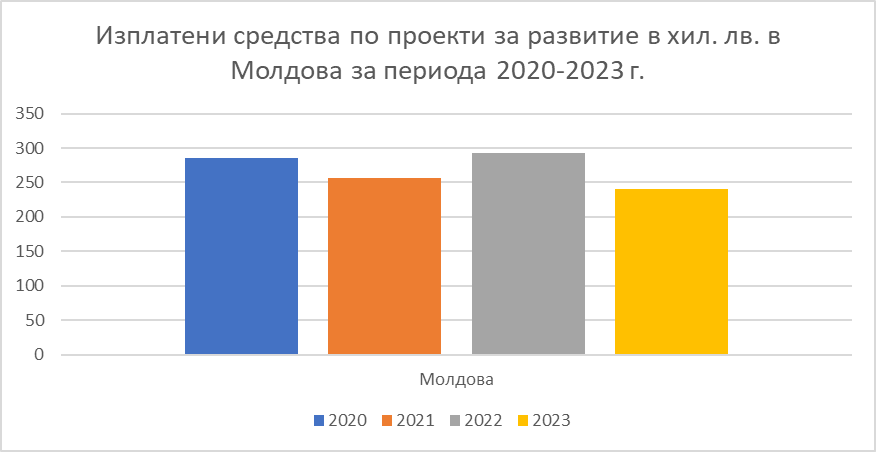 Изплатени средства по проекти за развитие в хил. лв. в
Молдова за периода 2020-2023 г.
350
300
250
200
150
100
50
0
Молдова
2020 2021 2022 2023